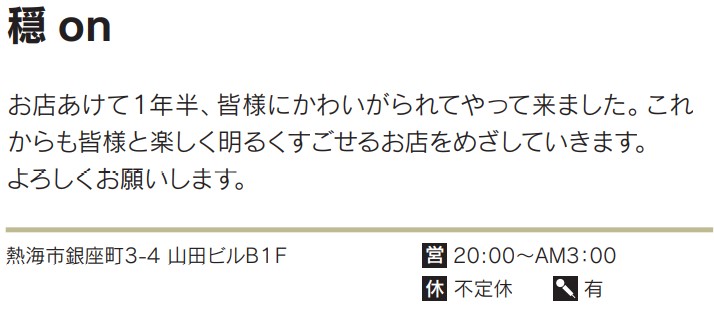 穏 on
お店あけて1年半、皆様にかわいがられてやって来ました。これ
からも皆様と楽しく明るくすごせるお店をめざしていきます。
よろしくお願いします。
熱海市銀座町3-4 山田ビルB1F
営 20:00～AM3:00
休 不定休 有